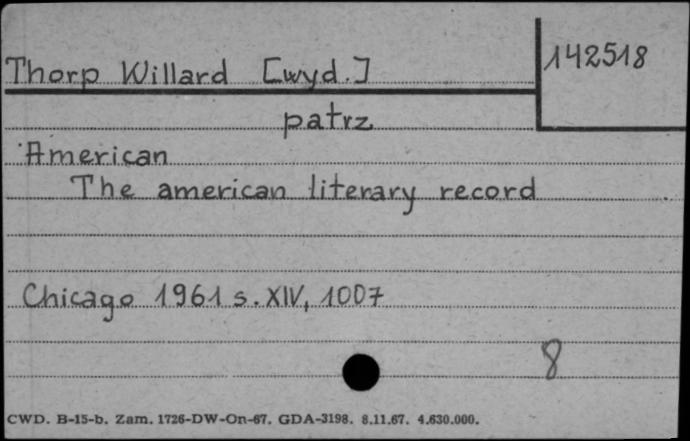 142518
Thorp Willard [wyd.]
patrz
American
The american literary record
Chicago 1961 s. XIV, 1007
8
CWD. B-15-b. Zam. 1726-DW-On-67. GDA-3198. 8.11.67. 4.630.000.